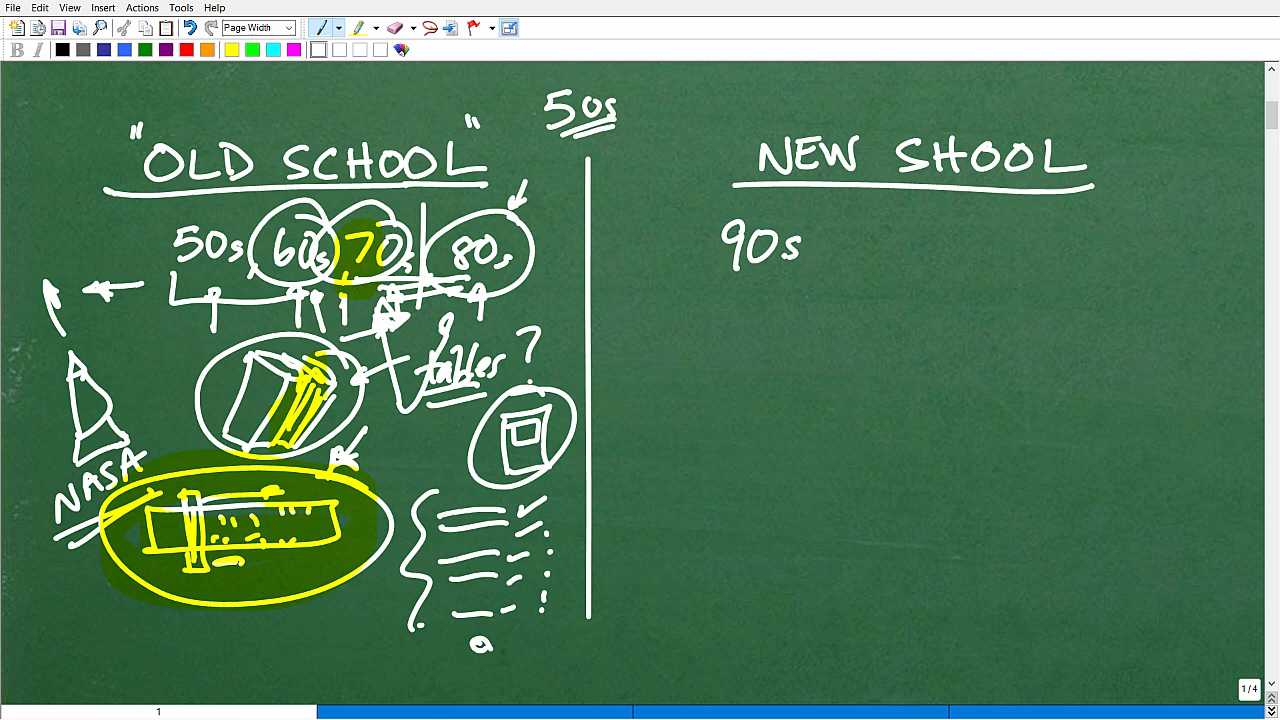 File Edit View Insert Actions Tools Help
Page Width
B I
50s
"OLD SCHOOL"
NEW SHOOL
50s 60s 70s 80s
90s
tables ?
NASA
1/4
1